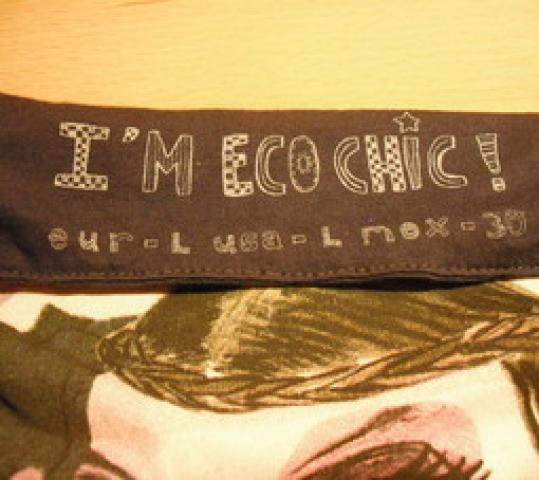 I'M ECO CHIC!
eur-L usa-L mex-30